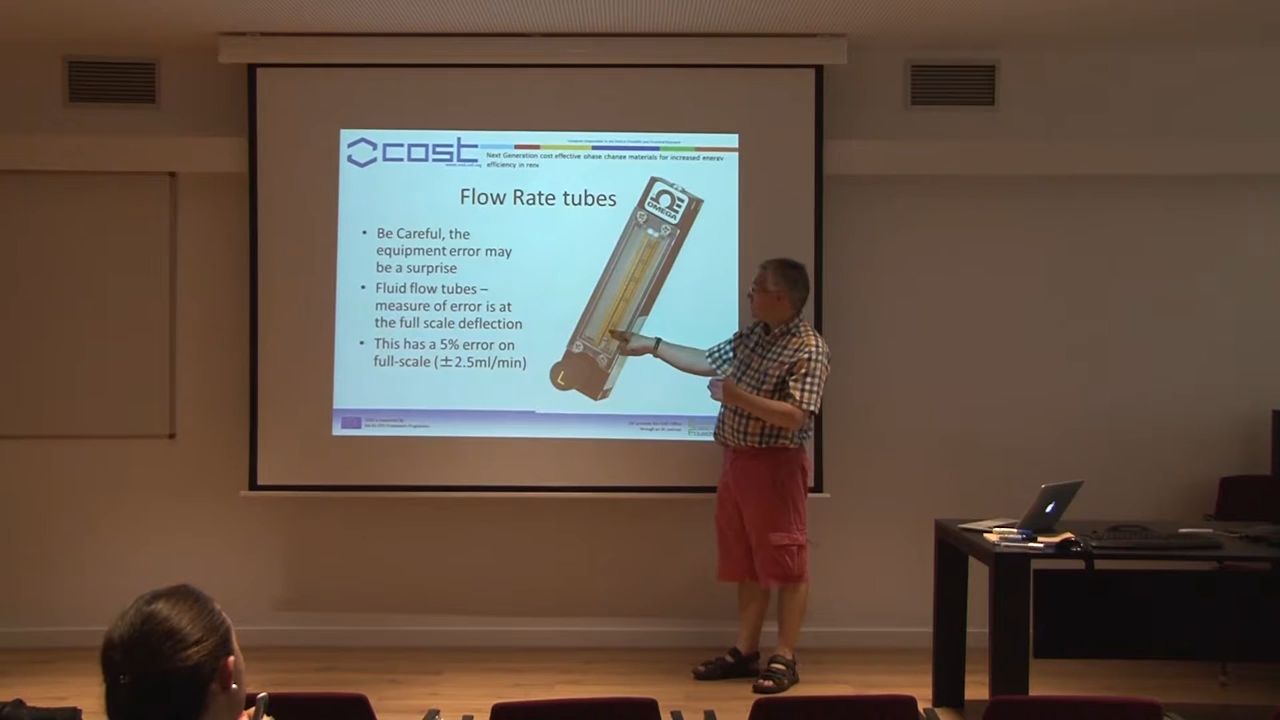 cost
Next Generation cost effective phase change materials for increased energy
efficiency in rene
Flow Rate tubes
OMEGA
• Be Careful, the
equipment error may
be a surprise
• Fluid flow tubes –
measure of error is at
the full scale deflection
• This has a 5% error on
full-scale (±2.5ml/min)